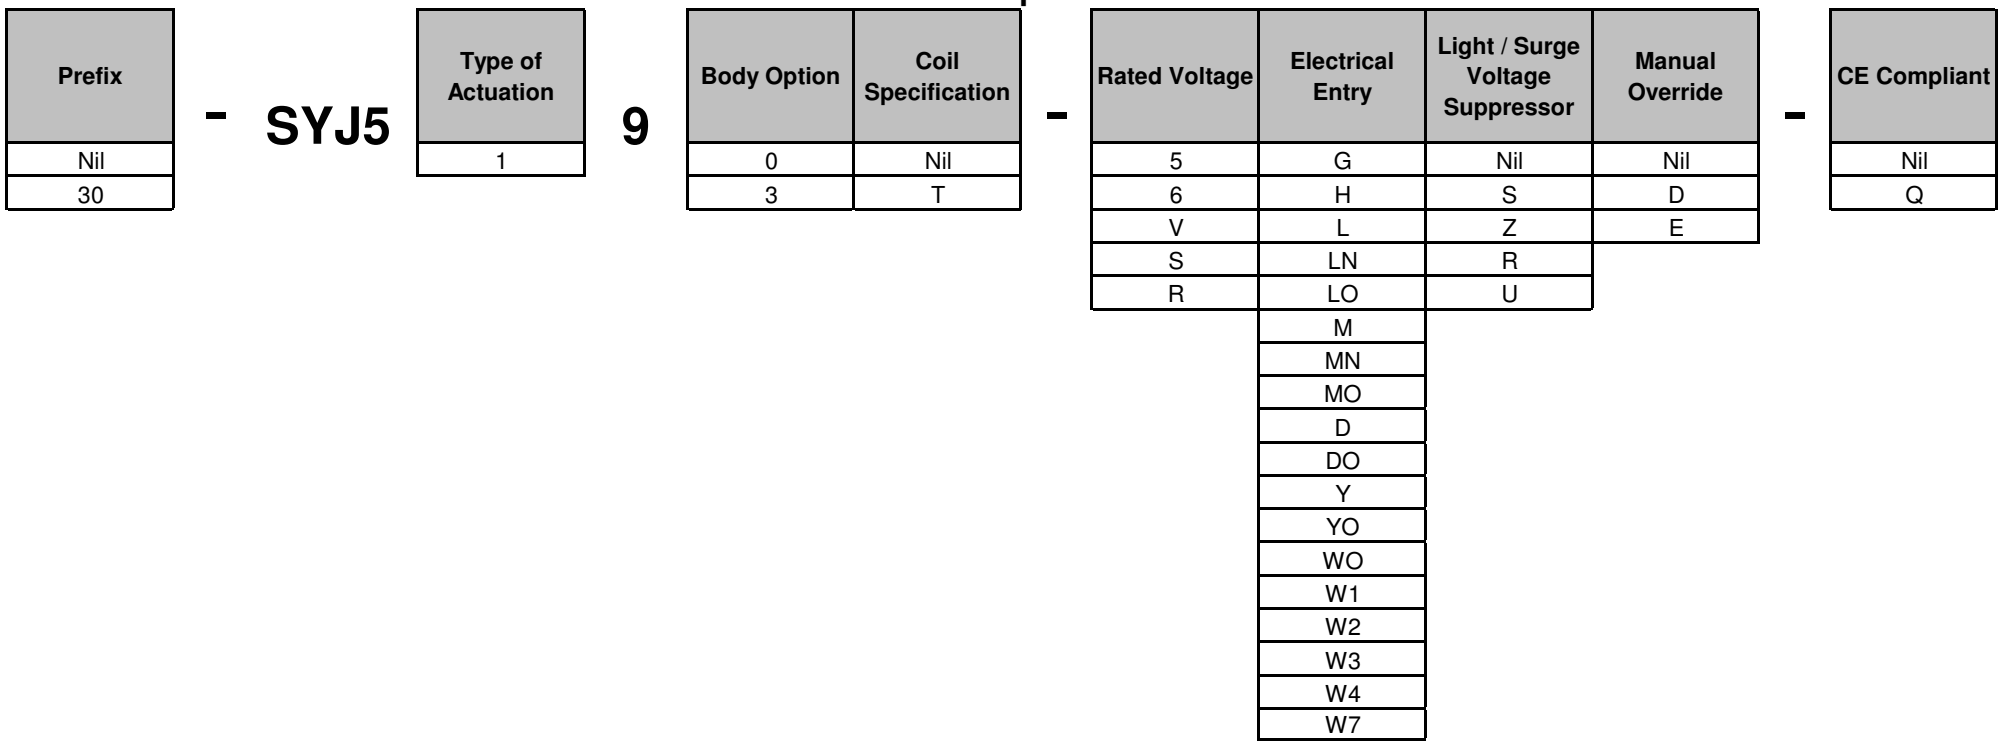 Prefix - SYJ5 Type of Actuation 9 Body Option Coil Specification - Rated Voltage Electrical Entry Light / Surge Voltage Suppressor Manual Override - CE Compliant
Nil 1 0 Nil 5 G Nil Nil Nil
30 3 T 6 H S D Q
V L Z E
S LN R
R LO U
M
MN
MO
D
DO
Y
YO
WO
W1
W2
W3
W4
W7